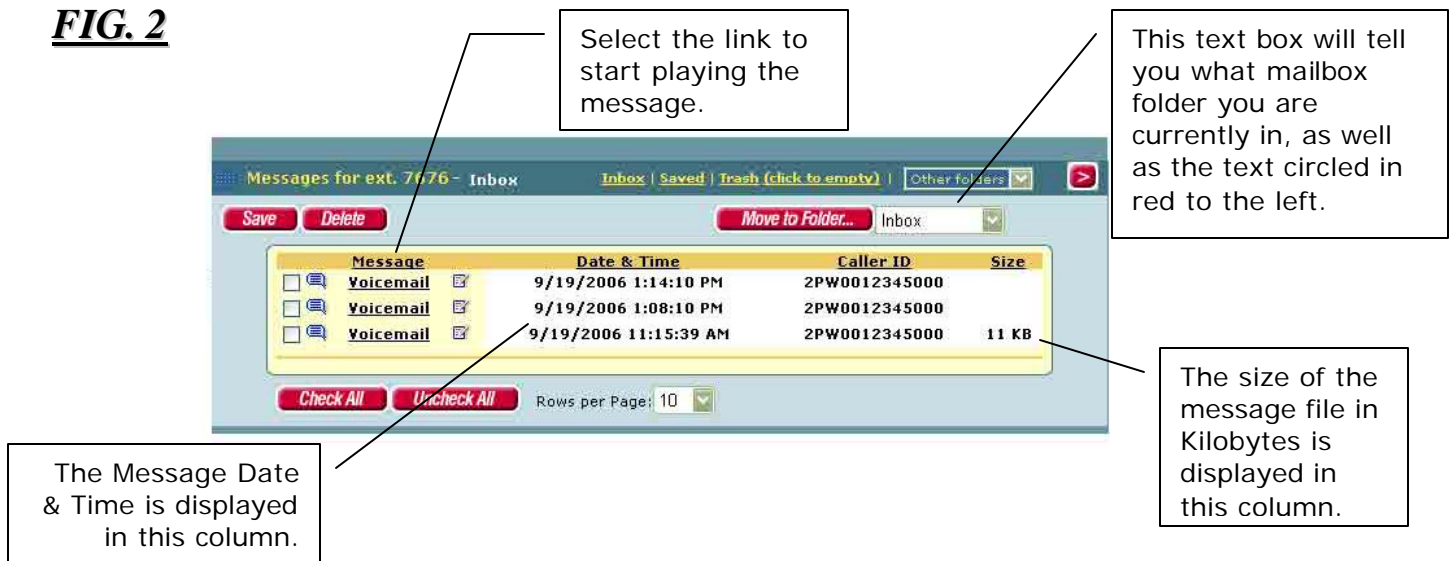 FIG. 2
Select the link to
start playing the
message.
This text box will tell
you what mailbox
folder you are
currently in, as well
as the text circled in
red to the left.
Messages for ext. 7676 - Inbox
Inbox | Saved | Trash (click to empty) | Other folders
>
Save Delete
Move to Folder... Inbox
Message Date & Time Caller ID Size
Voicemail 9/19/2006 1:14:10 PM 2PW0012345000
Voicemail 9/19/2006 1:08:10 PM 2PW0012345000
Voicemail 9/19/2006 11:15:39 AM 2PW0012345000 11 KB
Check All Uncheck All Rows per Page: 10
The size of the
message file in
Kilobytes is
displayed in
this column.
The Message Date
& Time is displayed
in this column.